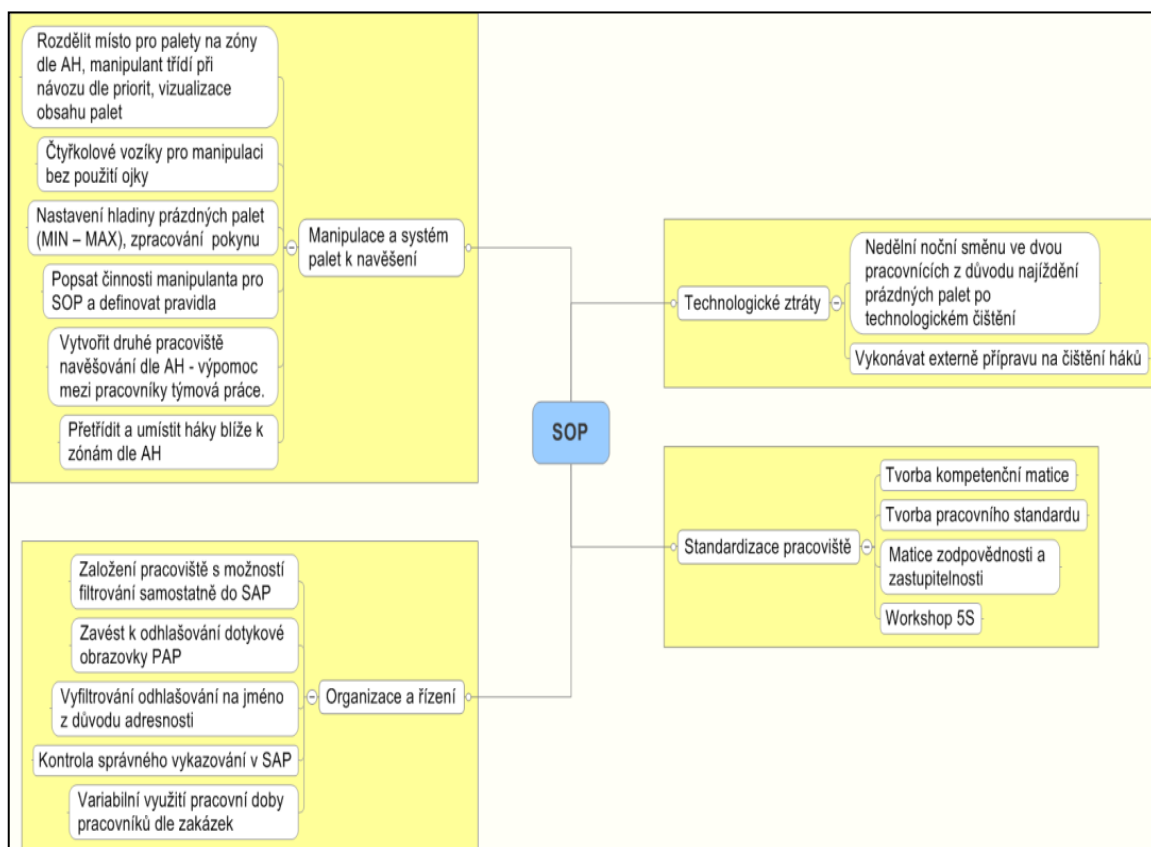 Rozdělit místo pro palety na zóny
dle AH, manipulant třídí při
návozu dle priorit, vizualizace
obsahu palet
Čtyřkolové vozíky pro manipulaci
bez použití ojky
Nastavení hladiny prázdných palet
(MIN – MAX), zpracování pokynu
Popsat činnosti manipulanta pro
SOP a definovat pravidla
Vytvořit druhé pracoviště
navěšování dle AH - výpomoc
mezi pracovníky týmová práce.
Přetřídit a umístit háky blíže k
zónám dle AH
Manipulace a systém
palet k navěšení
Založení pracoviště s možností
filtrování samostatně do SAP
Zavést k odhlašování dotykové
obrazovky PAP
Vyfiltrování odhlašování na jméno
z důvodu adresnosti
Kontrola správného vykazování v SAP
Variabilní využití pracovní doby
pracovníků dle zakázek
Organizace a řízení
SOP
Technologické ztráty
Nedělní noční směnu ve dvou
pracovnících z důvodu najíždění
prázdných palet po
technologickém čištění
Vykonávat externě přípravu na čištění háků
Standardizace pracoviště
Tvorba kompetenční matice
Tvorba pracovního standardu
Matice zodpovědnosti a
zastupitelnosti
Workshop 5S